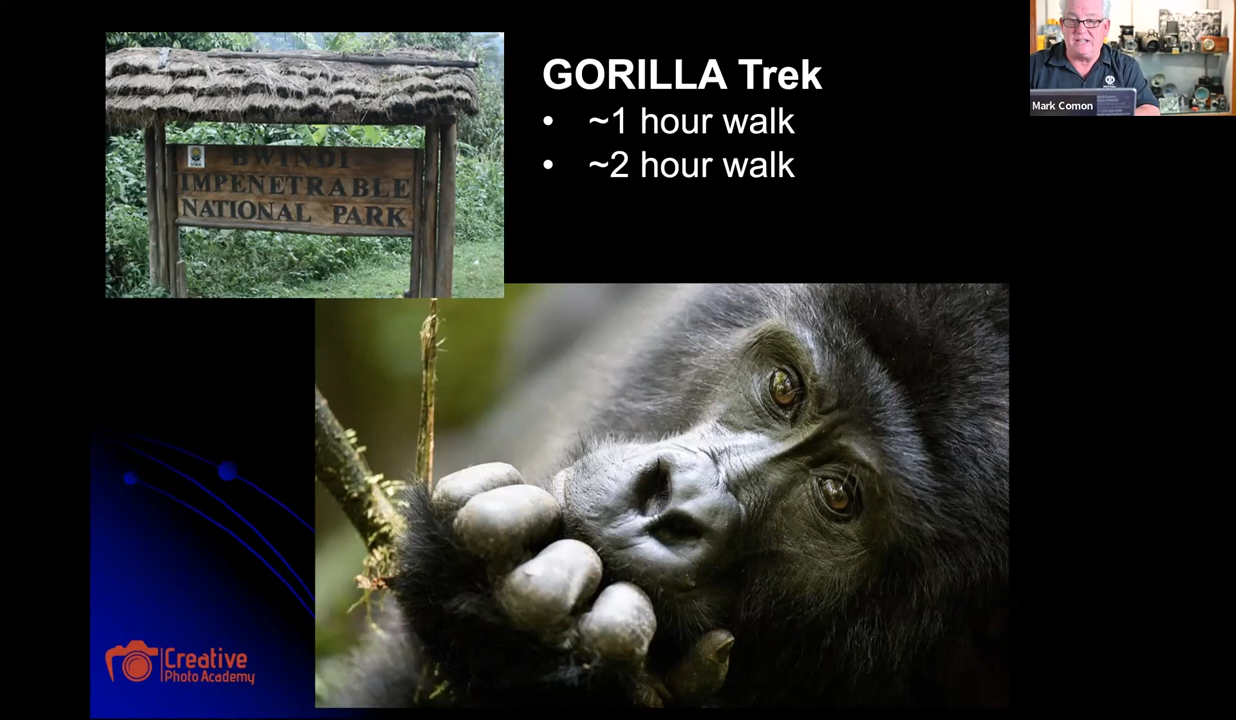 BWINDI
IMPENETRABLE
NATIONAL PARK
GORILLA Trek
• ~1 hour walk
• ~2 hour walk
Mark Comon
Creative
Photo Academy